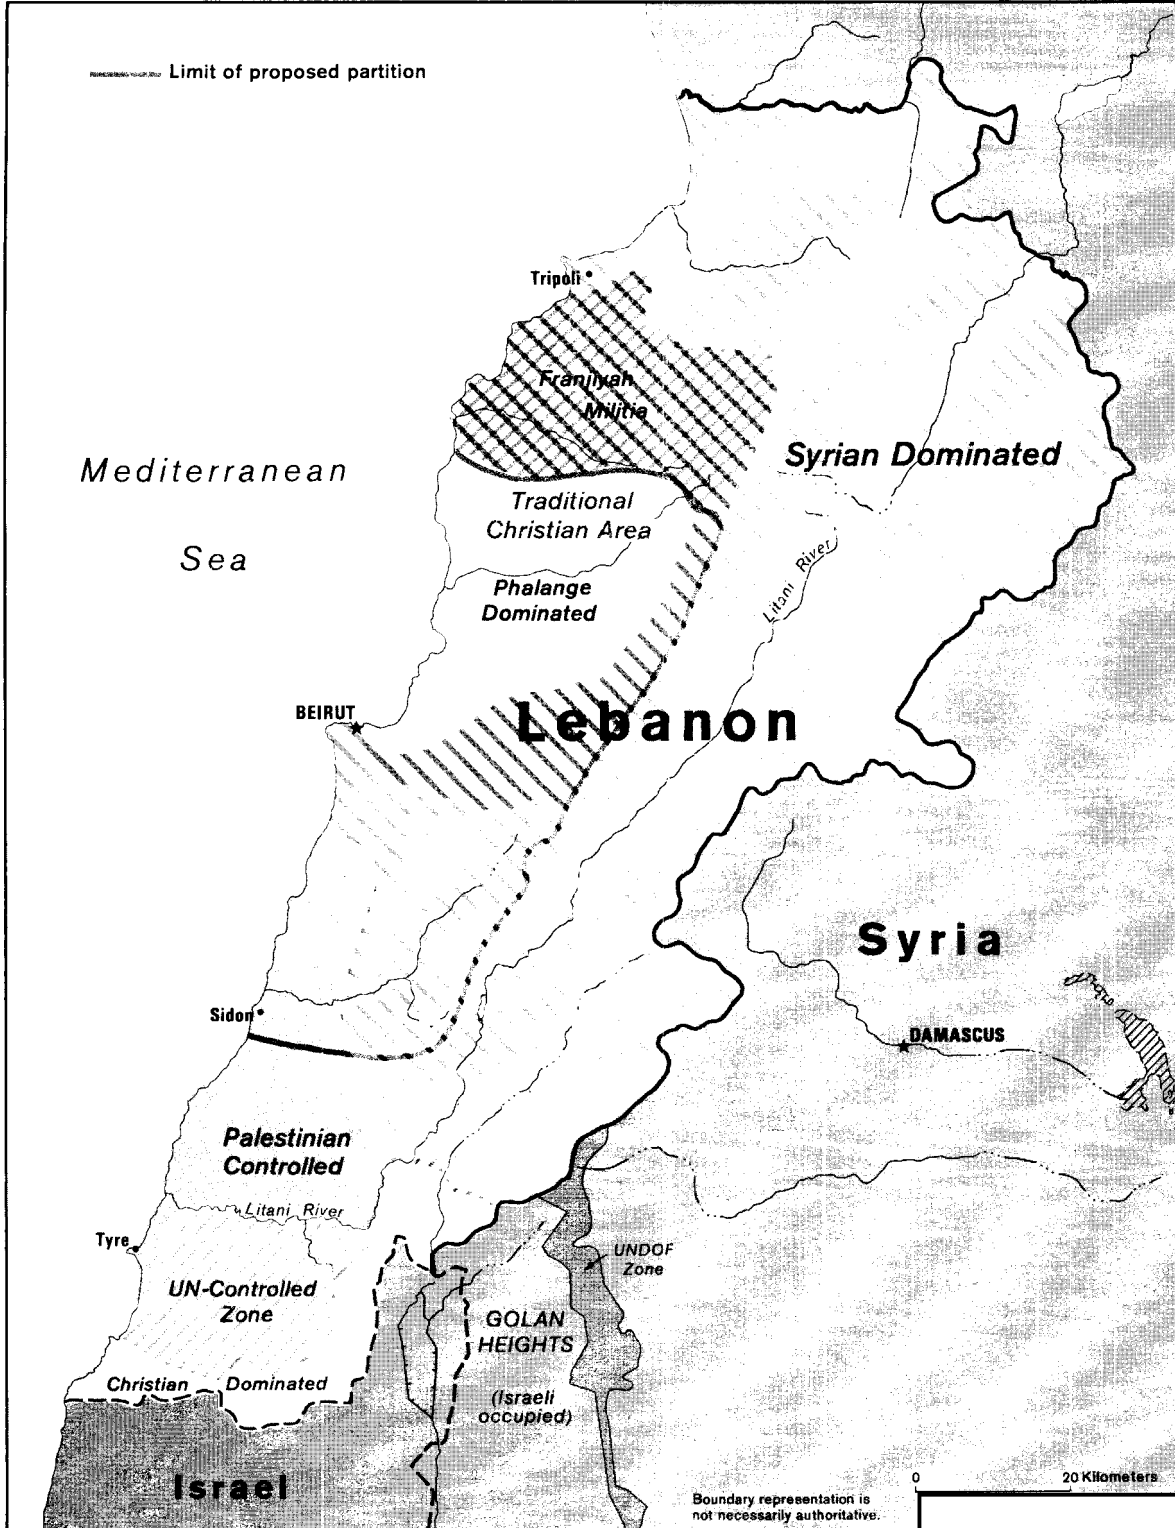 Limit of proposed partition
Tripoli
Franjiyah
Militia
Syrian Dominated
Mediterranean
Sea
Traditional
Christian Area
Phalange
Dominated
Litani River
BEIRUT
Lebanon
Syria
Sidon
DAMASCUS
Palestinian
Controlled
Litani River
Tyre
UNDOF
Zone
UN-Controlled
Zone
GOLAN
HEIGHTS
(Israeli
occupied)
Christian Dominated
Israel
0 20 Kilometers
Boundary representation is
not necessarily authoritative.